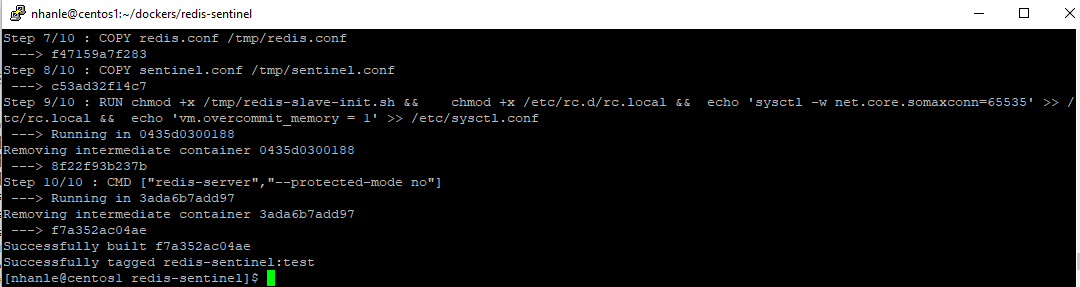 nhanle@centos1:~/dockers/redis-sentinel
Step 7/10 : COPY redis.conf /tmp/redis.conf
 ---> f47159a7f283
Step 8/10 : COPY sentinel.conf /tmp/sentinel.conf
 ---> c53ad32f14c7
Step 9/10 : RUN chmod +x /tmp/redis-slave-init.sh &&    chmod +x /etc/rc.d/rc.local &&  echo 'sysctl -w net.core.somaxconn=65535' >> /
tc/rc.local &&  echo 'vm.overcommit_memory = 1' >> /etc/sysctl.conf
 ---> Running in 0435d0300188
Removing intermediate container 0435d0300188
 ---> 8f22f93b237b
Step 10/10 : CMD ["redis-server","--protected-mode no"]
 ---> Running in 3ada6b7add97
Removing intermediate container 3ada6b7add97
 ---> f7a352ac04ae
Successfully built f7a352ac04ae
Successfully tagged redis-sentinel:test
[nhanle@centos1 redis-sentinel]$